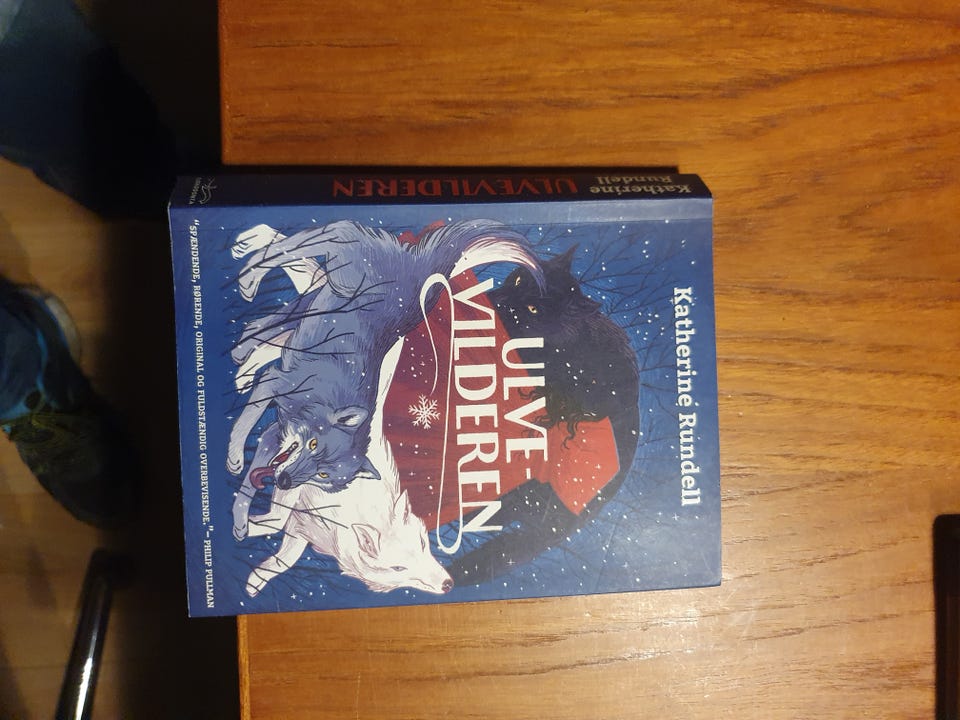 Katherine Rundell
ULVE-
VILDEREN
"SPÆNDENDE, RØRENDE, ORIGINAL OG FULDSTÆNDIG OVERBEVISENDE." – PHILIP PULLMAN
Katherine
Rundell
ULVEVILDEREN